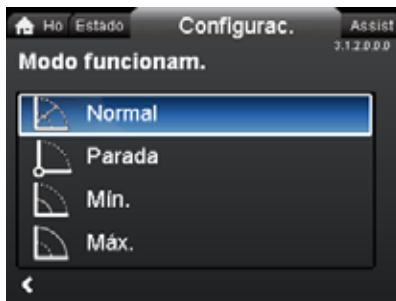 Ho Estado Configurac. Assist
3.1.2.0.0.0
Modo funcionam.
Normal
Parada
Mín.
Máx.